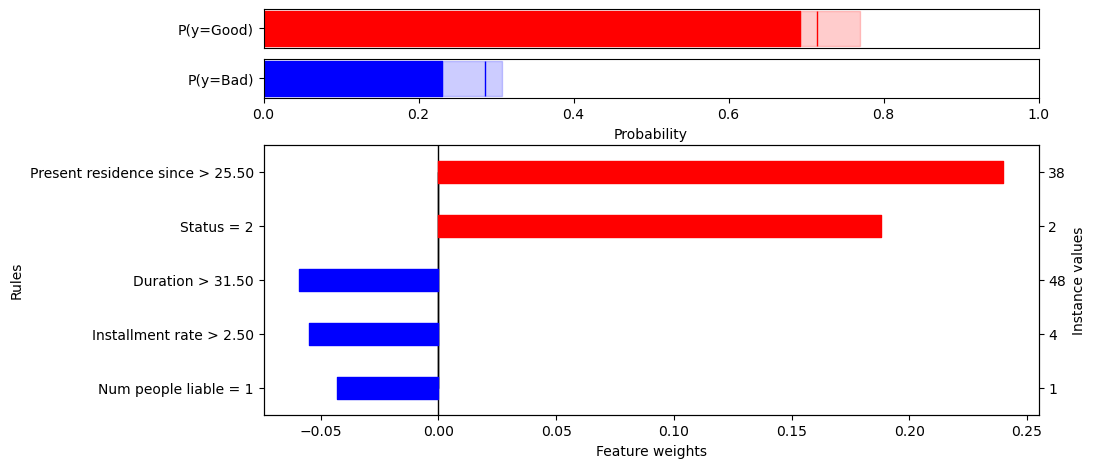 P(y=Good)
P(y=Bad)
0.0 0.2 0.4 0.6 0.8 1.0
Probability
Present residence since > 25.50 38
Status = 2 2
Duration > 31.50 48
Installment rate > 2.50 4
Num people liable = 1 1
Rules
Instance values
−0.05 0.00 0.05 0.10 0.15 0.20 0.25
Feature weights